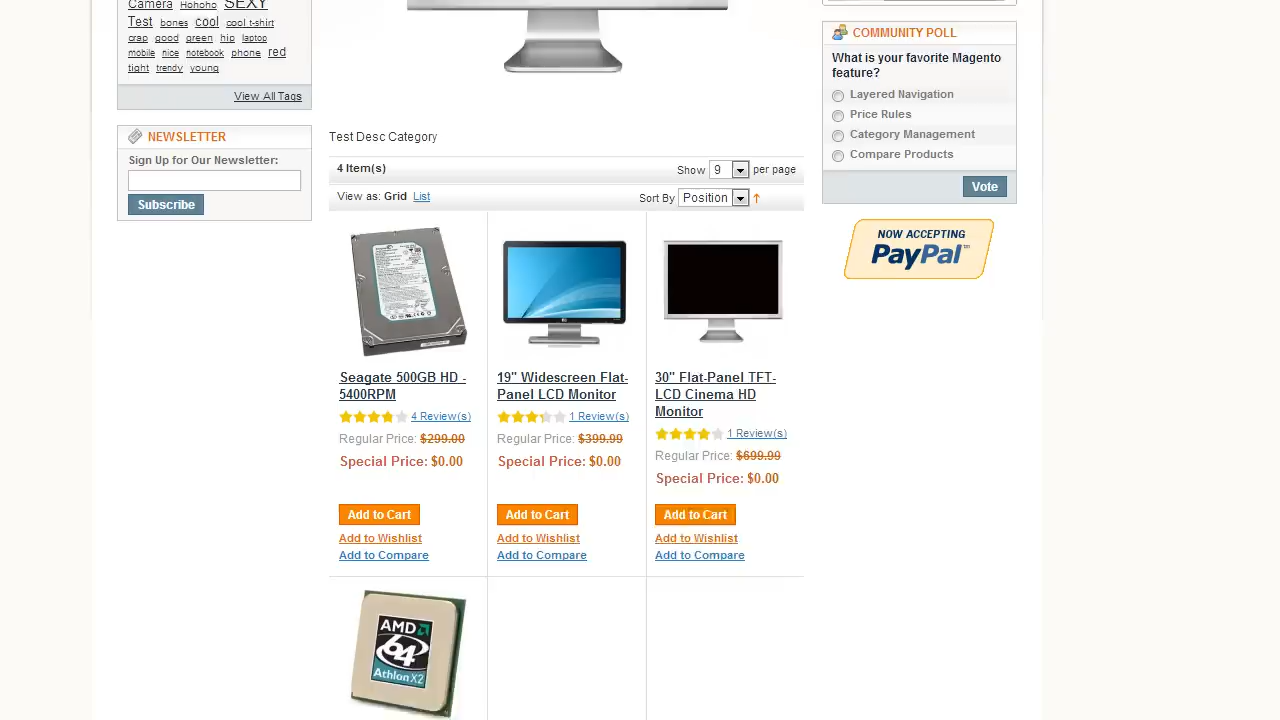 Camera Hohoho SEXY
Test bones cool cool t-shirt
crap good green hip laptop
mobile nice notebook phone red
tight trendy young
View All Tags
NEWSLETTER
Sign Up for Our Newsletter:
Subscribe
Test Desc Category
4 Item(s)
Show 9 per page
View as: Grid List
Sort By Position
Seagate 500GB HD -
5400RPM
4 Review(s)
Regular Price: $299.00
Special Price: $0.00
Add to Cart
Add to Wishlist
Add to Compare
19" Widescreen Flat-
Panel LCD Monitor
1 Review(s)
Regular Price: $399.99
Special Price: $0.00
Add to Cart
Add to Wishlist
Add to Compare
30" Flat-Panel TFT-
LCD Cinema HD
Monitor
1 Review(s)
Regular Price: $699.99
Special Price: $0.00
Add to Cart
Add to Wishlist
Add to Compare
AMD
64
Athlon X2
COMMUNITY POLL
What is your favorite Magento
feature?
Layered Navigation
Price Rules
Category Management
Compare Products
Vote
NOW ACCEPTING
PayPal